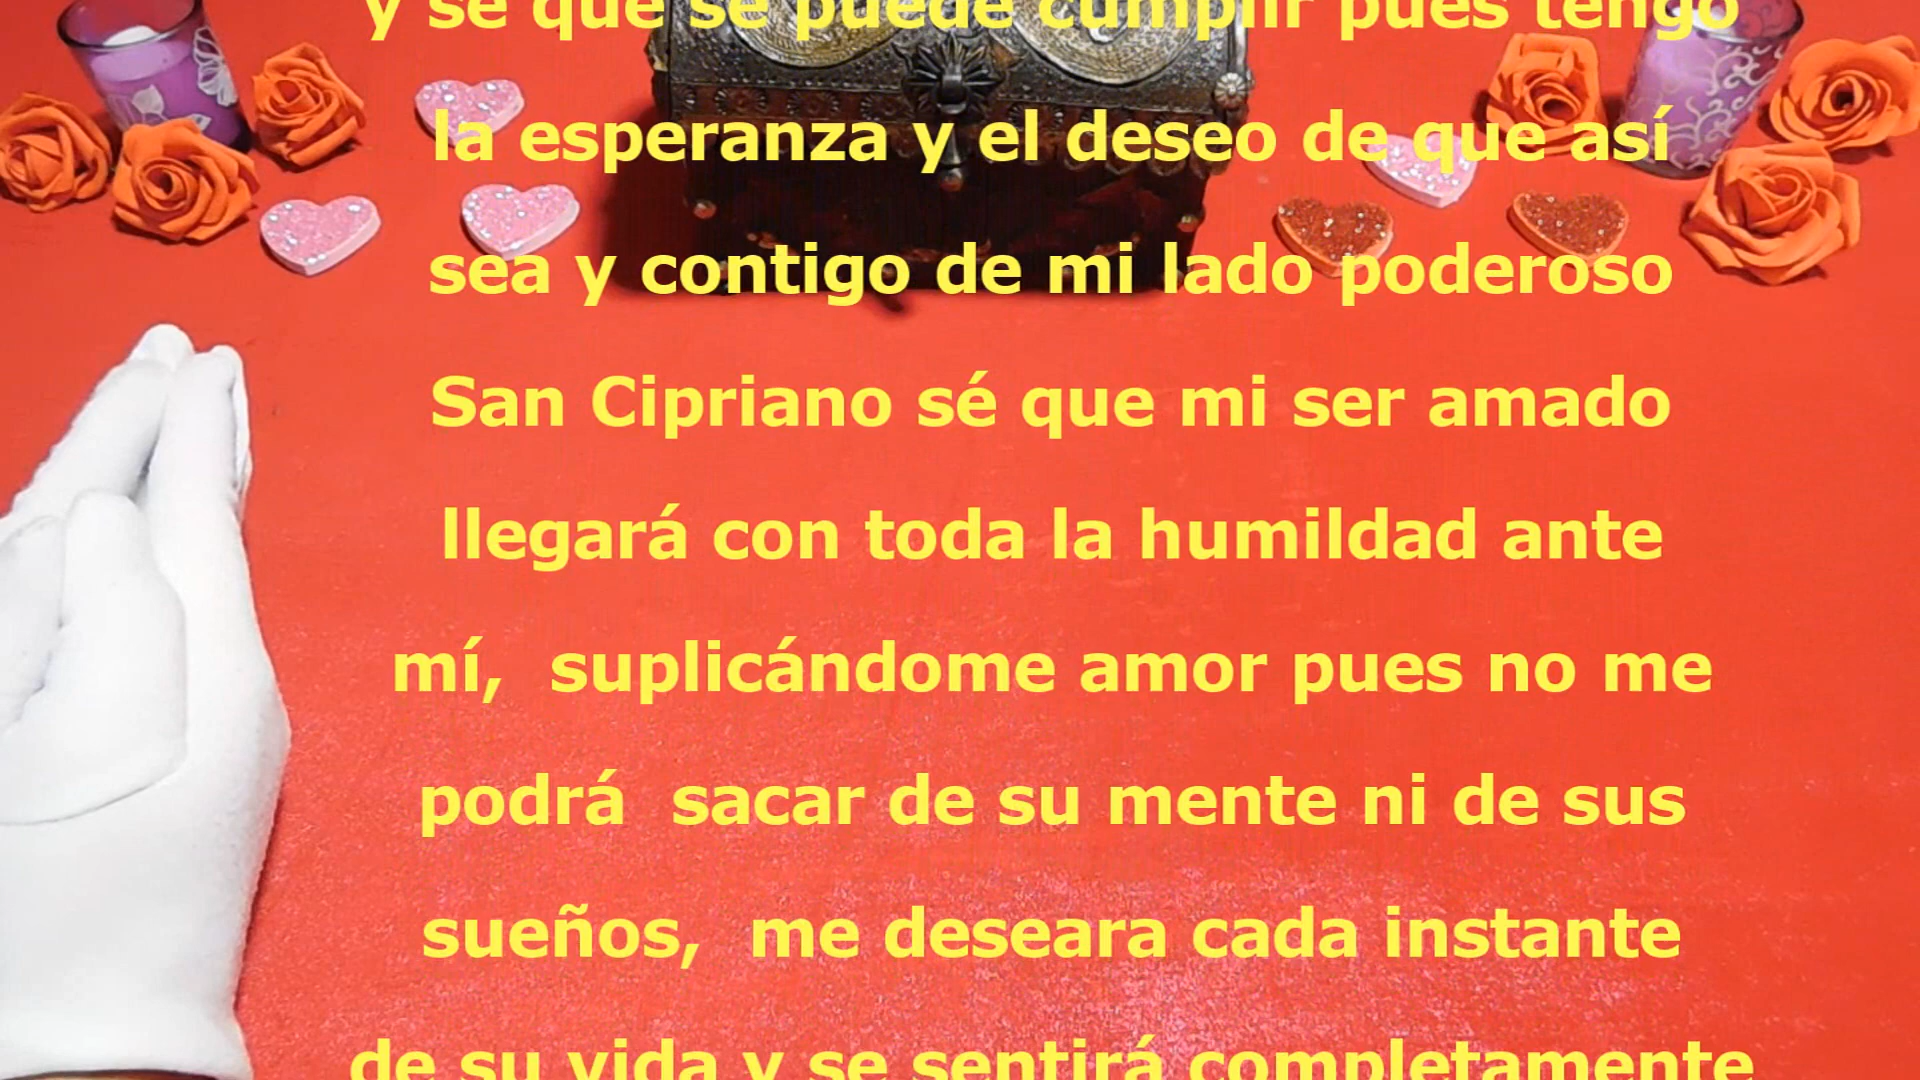 y sé que se puede cumplir pues tengo
la esperanza y el deseo de que así
sea y contigo de mi lado poderoso
San Cipriano sé que mi ser amado
llegará con toda la humildad ante
mí,  suplicándome amor pues no me
podrá  sacar de su mente ni de sus
sueños,  me deseara cada instante
de su vida y se sentirá completamente